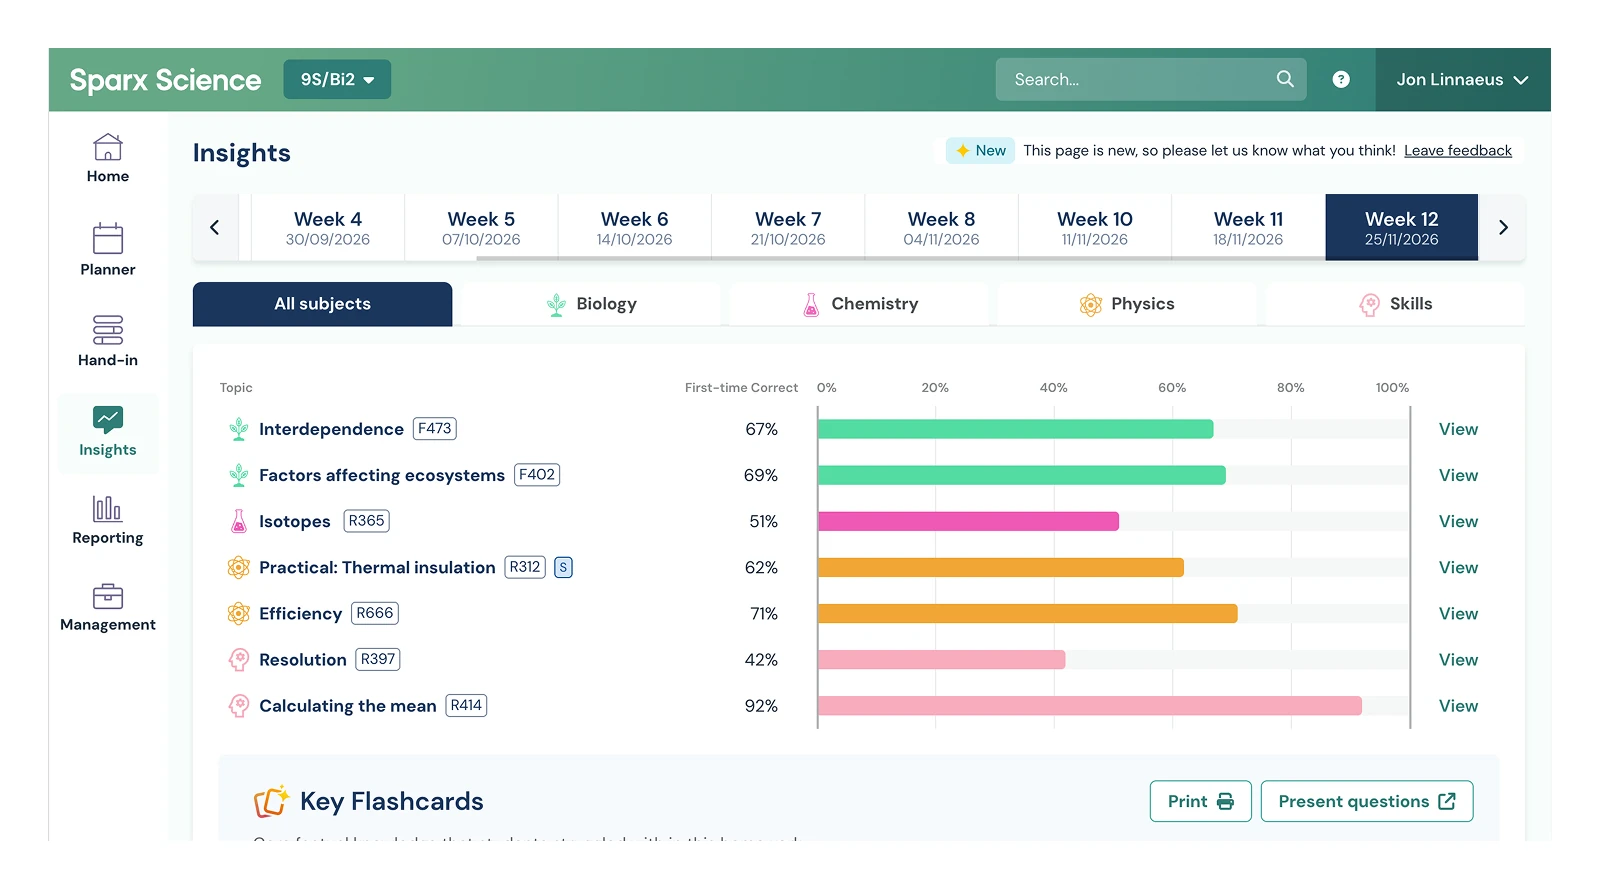 Sparx Science
9S/Bi2
Search...
?
Jon Linnaeus
Home
Planner
Hand-in
Insights
Reporting
Management
Insights
New This page is new, so please let us know what you think! Leave feedback
Week 4
30/09/2026
Week 5
07/10/2026
Week 6
14/10/2026
Week 7
21/10/2026
Week 8
04/11/2026
Week 10
11/11/2026
Week 11
18/11/2026
Week 12
25/11/2026
All subjects
Biology
Chemistry
Physics
Skills
Topic First-time Correct 0% 20% 40% 60% 80% 100%
Interdependence F473 67% View
Factors affecting ecosystems F402 69% View
Isotopes R365 51% View
Practical: Thermal insulation R312 S 62% View
Efficiency R666 71% View
Resolution R397 42% View
Calculating the mean R414 92% View
Key Flashcards
Print
Present questions